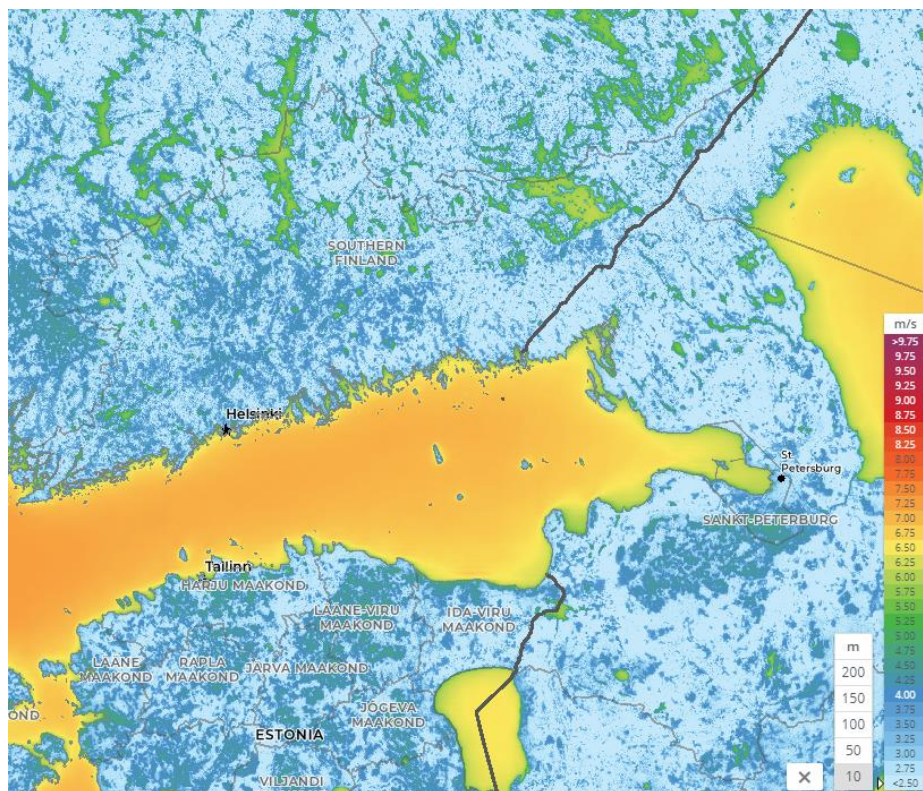 SOUTHERN
FINLAND
Helsinki
St
Petersburg
SANKT-PETERBURG
Tallinn
HARJU MAAKOND
LÄÄNE-VIRU
MAAKOND
IDA-VIRU
MAAKOND
LÄÄNE
MAAKOND
RAPLA
MAAKOND
JÄRVA MAAKOND
JÕGEVA
MAAKOND
OND
ESTONIA
VILJANDI
m/s
>9.75
9.75
9.50
9.25
9.00
8.75
8.50
8.25
8.00
7.75
7.50
7.25
7.00
6.75
6.50
6.25
6.00
5.75
5.50
5.25
5.00
4.75
4.50
4.25
4.00
3.75
3.50
3.25
3.00
2.75
<2.50
m
200
150
100
50
10